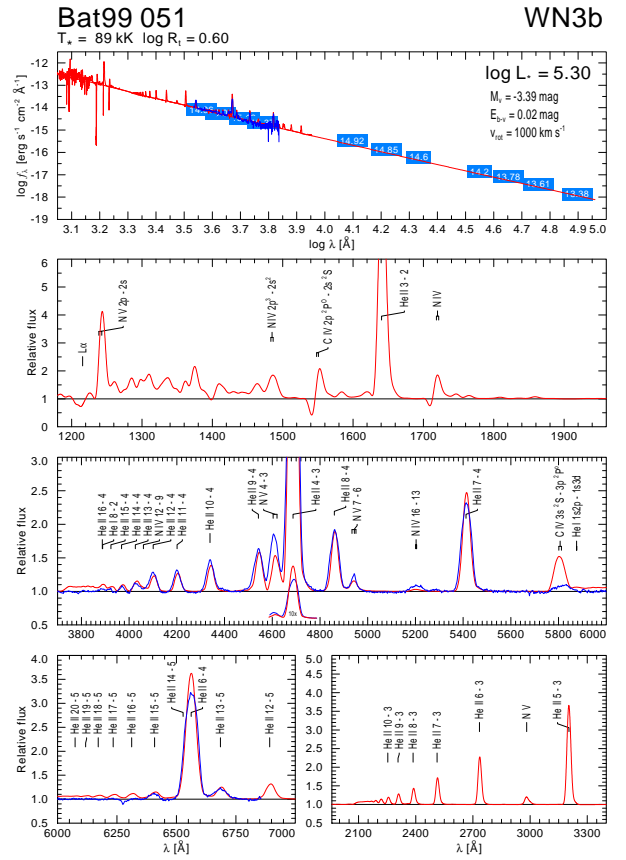 Bat99 051 WN3b
T* = 89 kK log Rt = 0.60
log L* = 5.30
Mv = -3.39 mag
Eb-v = 0.02 mag
vrot = 1000 km s-1
log fλ [erg s-1 cm-2 Å-1]
-12
-13
-14
-15
-16
-17
-18
-19
14.92
14.85
14.6
14.2
13.78
13.61
13.38
3.1 3.2 3.3 3.4 3.5 3.6 3.7 3.8 3.9 4.0 4.1 4.2 4.3 4.4 4.5 4.6 4.7 4.8 4.9 5.0
log λ [Å]
Relative flux
6
5
4
3
2
1
0
Lα
N V 2p - 2s
N IV 2p³ - 2s²
C IV 2p ²P⁰ - 2s ²S
He II 3 - 2
N IV
1200 1300 1400 1500 1600 1700 1800 1900
Relative flux
3.0
2.5
2.0
1.5
1.0
0.5
He II 16 - 4
He I 8 - 2
He II 15 - 4
He II 14 - 4
He II 13 - 4
N IV 12 - 9
He II 12 - 4
He II 11 - 4
He II 10 - 4
He II 9 - 4
N V 4 - 3
He II 4 - 3
He II 8 - 4
N V 7 - 6
N IV 16 - 13
He II 7 - 4
C IV 3s ²S - 3p ²P⁰
He I 1s2p - 1s3d
10x
3800 4000 4200 4400 4600 4800 5000 5200 5400 5600 5800 6000
Relative flux
4.0
3.5
3.0
2.5
2.0
1.5
1.0
0.5
He II 20 - 5
He II 19 - 5
He II 18 - 5
He II 17 - 5
He II 16 - 5
He II 15 - 5
He II 14 - 5
He II 6 - 4
He II 13 - 5
He II 12 - 5
6000 6250 6500 6750 7000
λ [Å]
5.0
4.5
4.0
3.5
3.0
2.5
2.0
1.5
1.0
0.5
He II 10 - 3
He II 9 - 3
He II 8 - 3
He II 7 - 3
He II 6 - 3
N V
He II 5 - 3
2100 2400 2700 3000 3300
λ [Å]